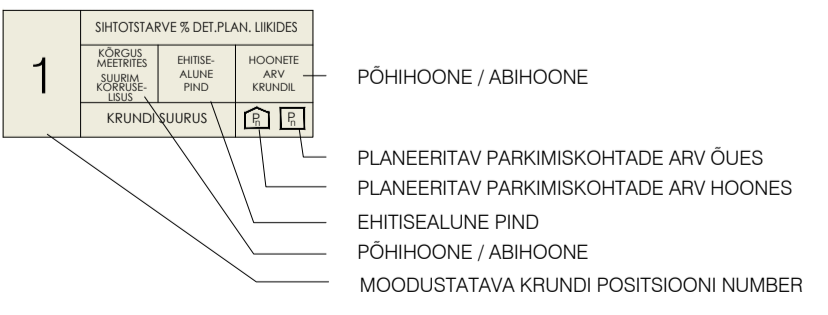 1
SIHTOTSTARVE % DET.PLAN. LIIKIDES
KÕRGUS
MEETRITES
SUURIM
KORRUSE-
LISUS
EHITISE-
ALUNE
PIND
HOONETE
ARV
KRUNDIL
KRUNDI SUURUS
Pn
Pn
PÕHIHOONE / ABIHOONE
PLANEERITAV PARKIMISKOHTADE ARV ÕUES
PLANEERITAV PARKIMISKOHTADE ARV HOONES
EHITISEALUNE PIND
PÕHIHOONE / ABIHOONE
MOODUSTATAVA KRUNDI POSITSIOONI NUMBER